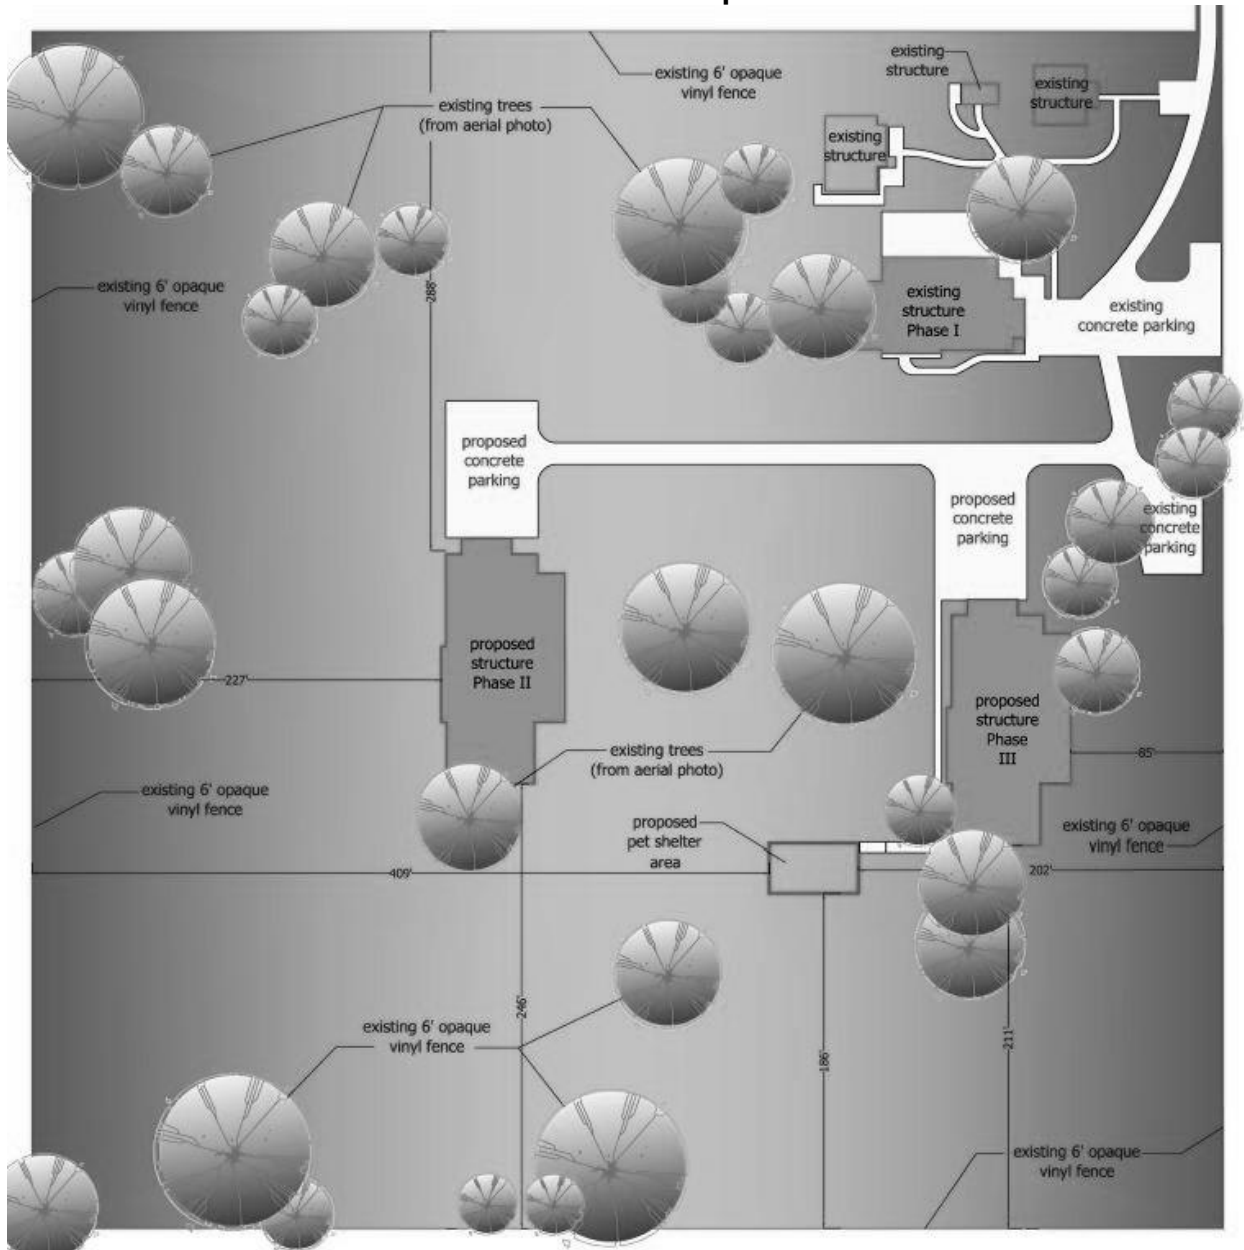 existing
structure
existing 6' opaque
vinyl fence
existing
structure
existing trees
(from aerial photo)
existing
structure
existing 6' opaque
vinyl fence
288'
existing
structure
Phase I
existing
concrete parking
proposed
concrete
parking
proposed
concrete
parking
existing
concrete
parking
proposed
structure
Phase II
227'
proposed
structure
Phase
III
existing trees
(from aerial photo)
85'
existing 6' opaque
vinyl fence
proposed
pet shelter
area
existing 6' opaque
vinyl fence
409'
202'
246'
existing 6' opaque
vinyl fence
186'
211'
existing 6' opaque
vinyl fence